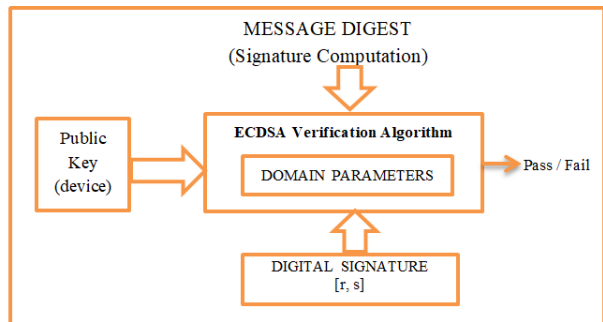 MESSAGE DIGEST
(Signature Computation)
Public
Key
(device)
ECDSA Verification Algorithm
DOMAIN PARAMETERS
Pass / Fail
DIGITAL SIGNATURE
[r, s]